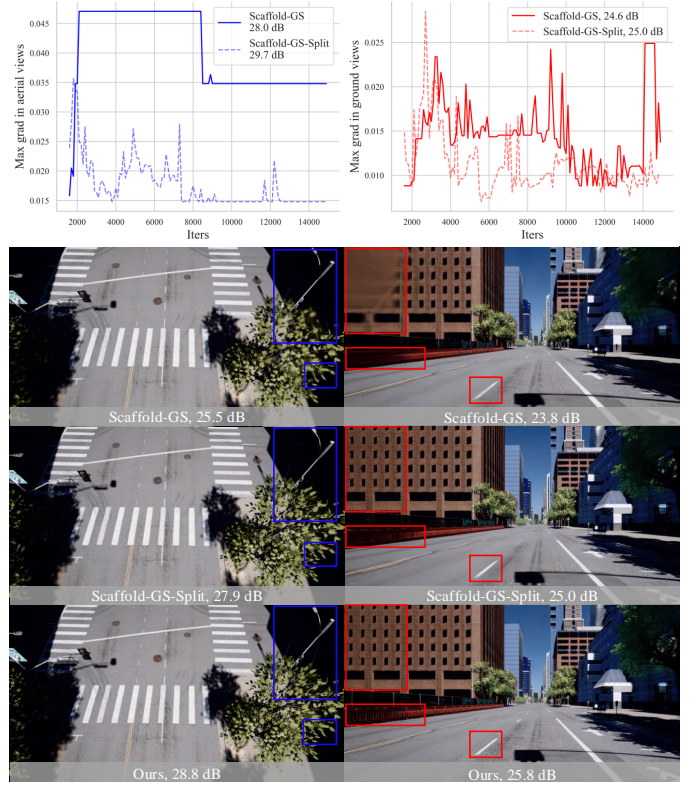 Scaffold-GS
28.0 dB
Scaffold-GS-Split
29.7 dB
0.045
0.040
0.035
0.030
0.025
0.020
0.015
Max grad in aerial views
2000 4000 6000 8000 10000 12000 14000
Iters
Scaffold-GS, 24.6 dB
Scaffold-GS-Split, 25.0 dB
0.025
0.020
0.015
0.010
Max grad in ground views
2000 4000 6000 8000 10000 12000 14000
Iters
Scaffold-GS, 25.5 dB
Scaffold-GS, 23.8 dB
Scaffold-GS-Split, 27.9 dB
Scaffold-GS-Split, 25.0 dB
Ours, 28.8 dB
Ours, 25.8 dB